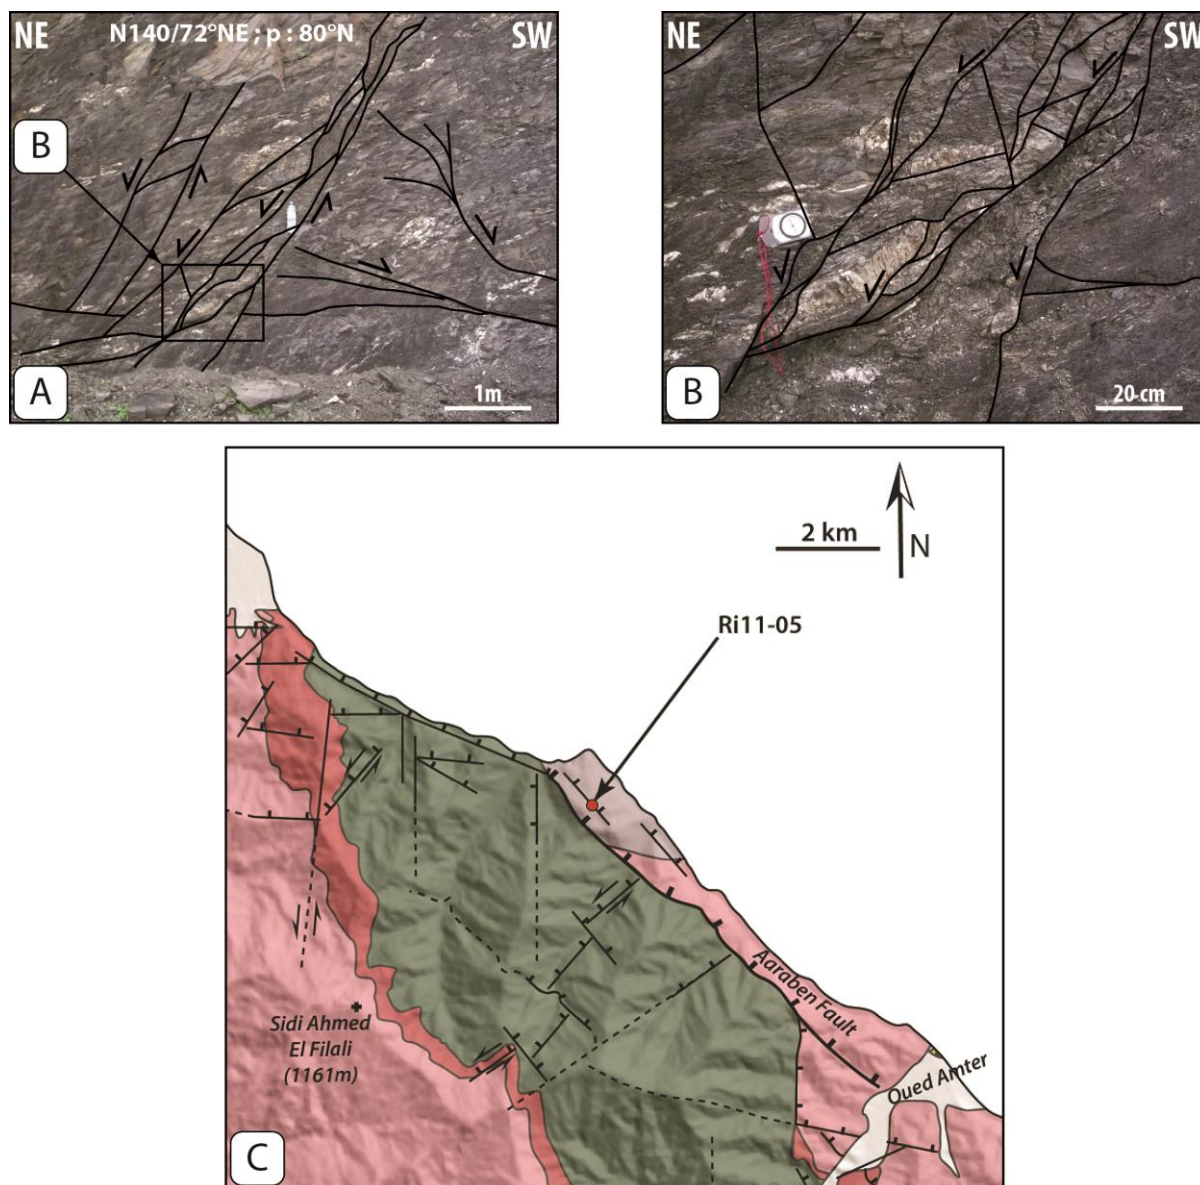 NE
N140/72°NE ; p : 80°N
SW
B
A
1m
NE
SW
B
20 cm
2 km
N
Ri11-05
Aaraben Fault
Sidi Ahmed
El Filali
(1161m)
Oued Amter
C